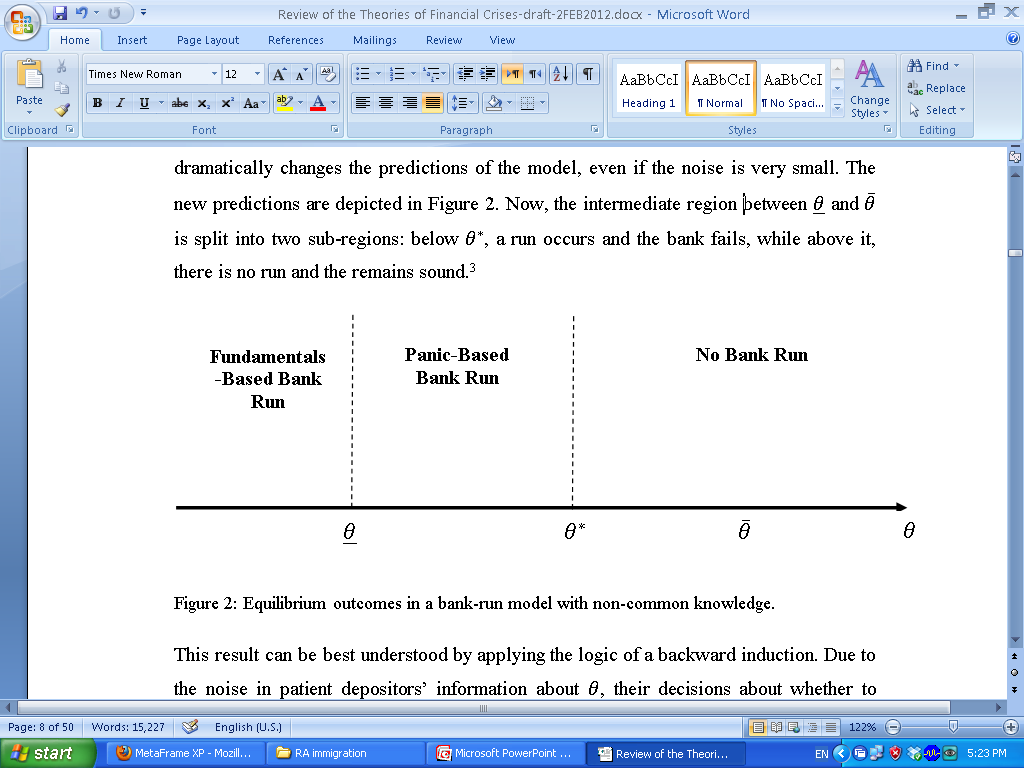 Review of the Theories of Financial Crises-draft-2FEB2012.docx - Microsoft Word
Home Insert Page Layout References Mailings Review View
Paste
Times New Roman 12
AaBbCcI AaBbCcI AaBbCcI
Heading 1 ¶ Normal ¶ No Spaci...
Change
Styles
Find
Replace
Select
Clipboard Font Paragraph Styles Editing
dramatically changes the predictions of the model, even if the noise is very small. The
new predictions are depicted in Figure 2. Now, the intermediate region between θ̲ and θ̄
is split into two sub-regions: below θ*, a run occurs and the bank fails, while above it,
there is no run and the remains sound.³
Fundamentals
-Based Bank
Run
Panic-Based
Bank Run
No Bank Run
θ̲ θ* θ̄ θ
Figure 2: Equilibrium outcomes in a bank-run model with non-common knowledge.
This result can be best understood by applying the logic of a backward induction. Due to
the noise in patient depositors’ information about θ, their decisions about whether to
Page: 8 of 50 Words: 15,227 English (U.S.) 122%
start MetaFrame XP - Mozill... RA immigration Microsoft PowerPoint ... Review of the Theori... EN 5:23 PM